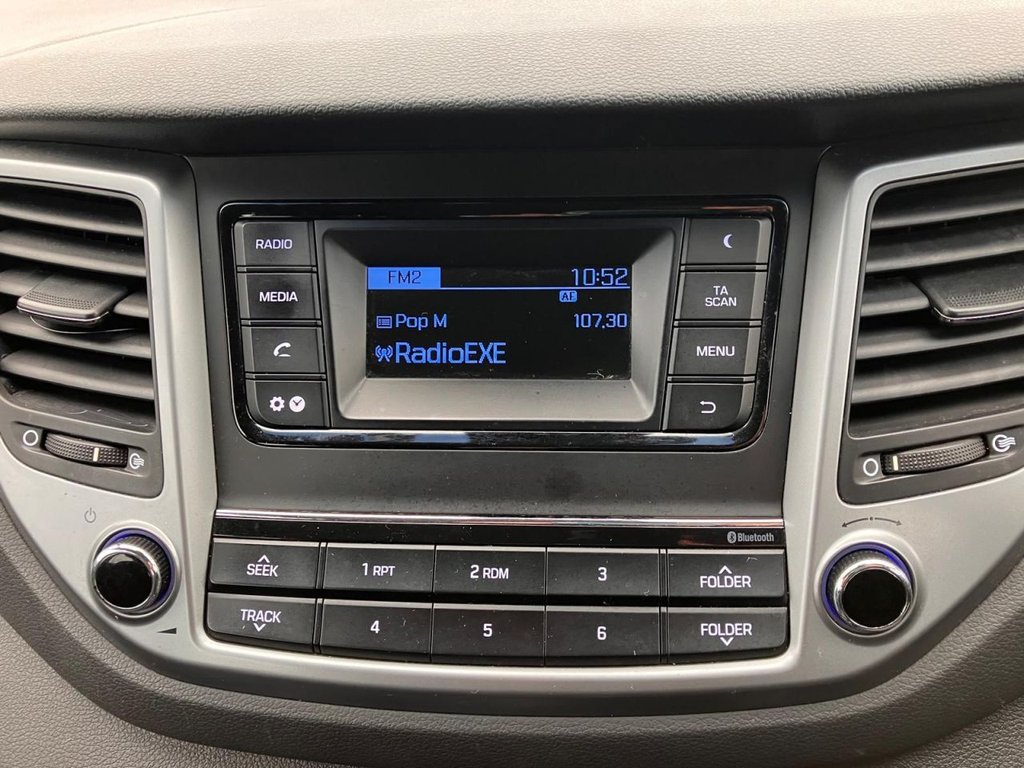 RADIO
MEDIA
FM2 10:52
AF
Pop M 107.30
RadioEXE
TA
SCAN
MENU
Bluetooth
SEEK 1 RPT 2 RDM 3 FOLDER
TRACK 4 5 6 FOLDER